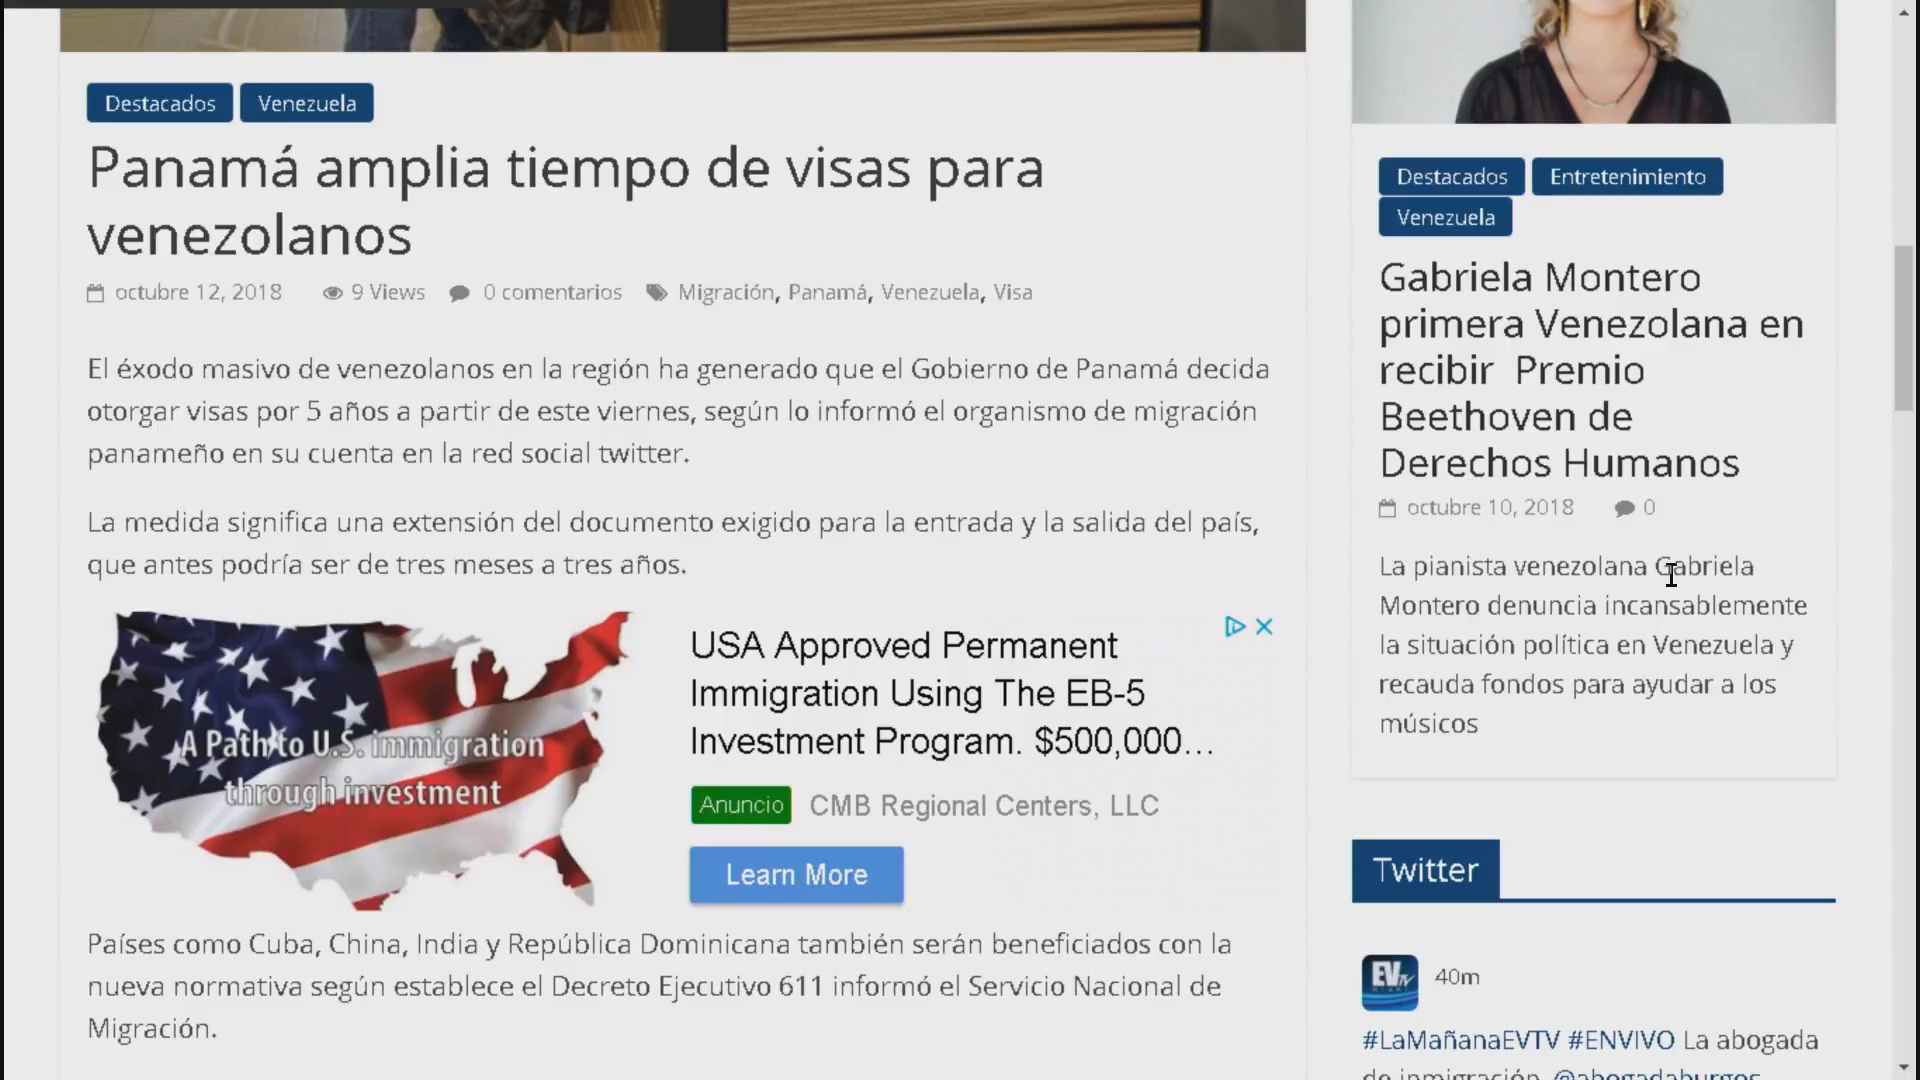 Destacados Venezuela
Panamá amplia tiempo de visas para
venezolanos
octubre 12, 2018 9 Views 0 comentarios Migración, Panamá, Venezuela, Visa
El éxodo masivo de venezolanos en la región ha generado que el Gobierno de Panamá decida
otorgar visas por 5 años a partir de este viernes, según lo informó el organismo de migración
panameño en su cuenta en la red social twitter.
La medida significa una extensión del documento exigido para la entrada y la salida del país,
que antes podría ser de tres meses a tres años.
A Path to U.S. immigration
through investment
USA Approved Permanent
Immigration Using The EB-5
Investment Program. $500,000...
Anuncio CMB Regional Centers, LLC
Learn More
Países como Cuba, China, India y República Dominicana también serán beneficiados con la
nueva normativa según establece el Decreto Ejecutivo 611 informó el Servicio Nacional de
Migración.
Destacados Entretenimiento
Venezuela
Gabriela Montero
primera Venezolana en
recibir Premio
Beethoven de
Derechos Humanos
octubre 10, 2018 0
La pianista venezolana Gabriela
Montero denuncia incansablemente
la situación política en Venezuela y
recauda fondos para ayudar a los
músicos
Twitter
EVTV
MIAMI
40m
#LaMañanaEVTV #ENVIVO La abogada
de inmigración, @abogadaburgos